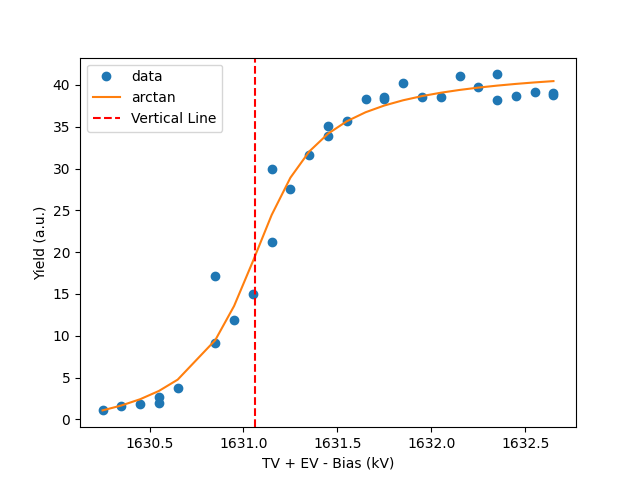 data
arctan
Vertical Line
Yield (a.u.)
40
35
30
25
20
15
10
5
0
1630.5 1631.0 1631.5 1632.0 1632.5
TV + EV - Bias (kV)